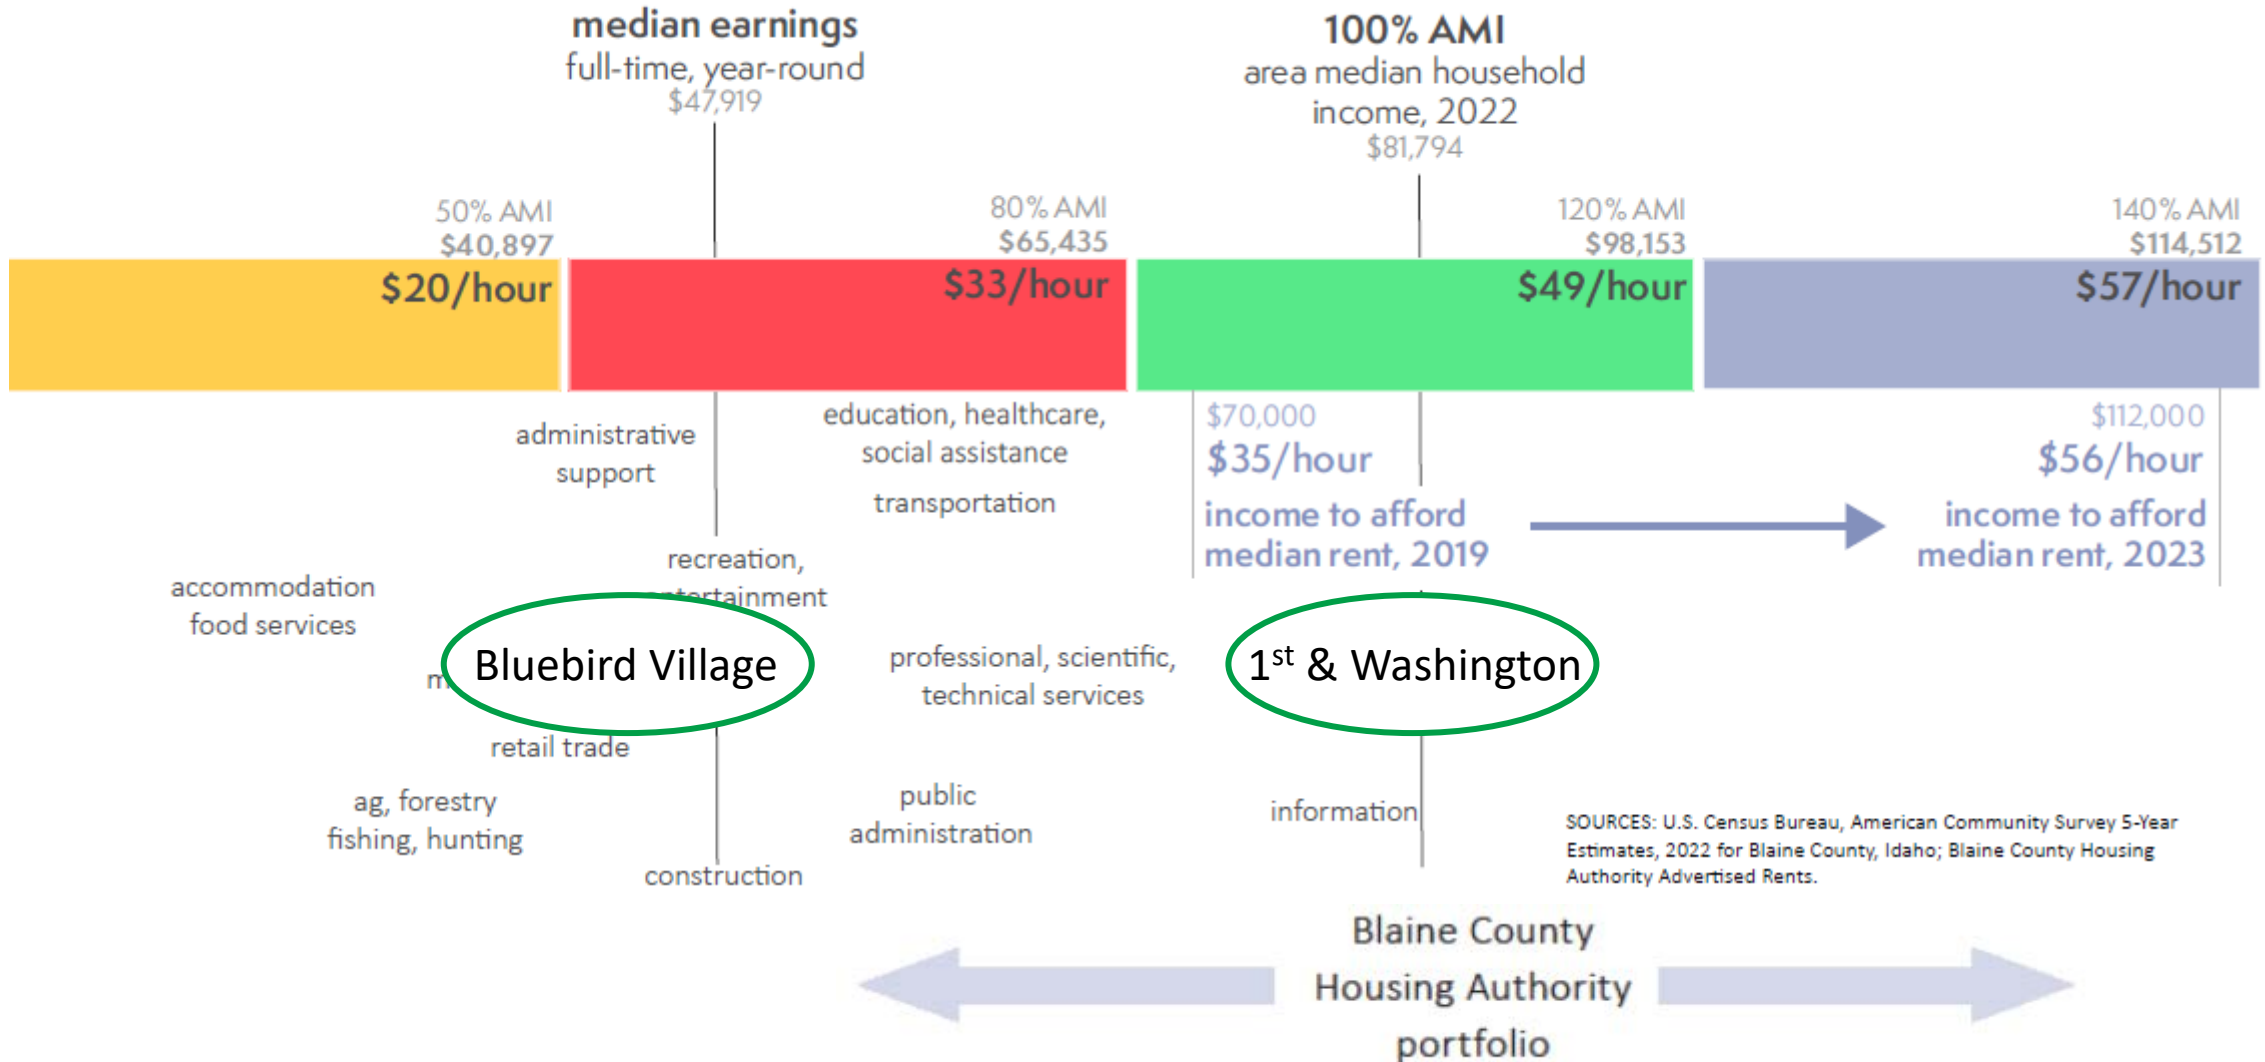 median earnings
full-time, year-round
$47,919
100% AMI
area median household
income, 2022
$81,794
50% AMI
$40,897
$20/hour
80% AMI
$65,435
$33/hour
120% AMI
$98,153
$49/hour
140% AMI
$114,512
$57/hour
administrative
support
education, healthcare,
social assistance
transportation
$70,000
$35/hour
income to afford
median rent, 2019
$112,000
$56/hour
income to afford
median rent, 2023
recreation,
accommodation
food services
Bluebird Village
professional, scientific,
technical services
1st & Washington
retail trade
ag, forestry
fishing, hunting
public
administration
construction
information
SOURCES: U.S. Census Bureau, American Community Survey 5-Year
Estimates, 2022 for Blaine County, Idaho; Blaine County Housing
Authority Advertised Rents.
Blaine County
Housing Authority
portfolio